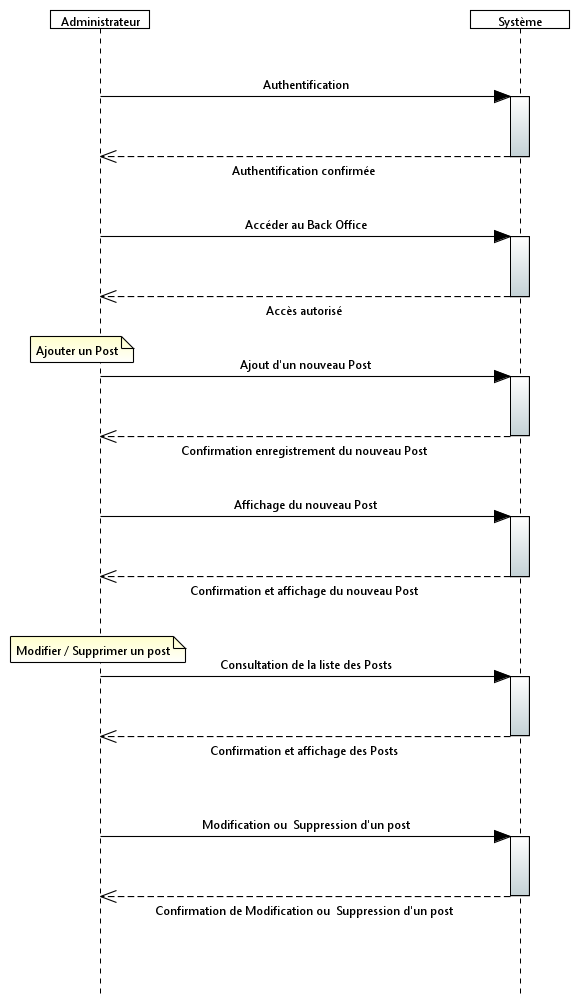 Administrateur
Système
Authentification
Authentification confirmée
Accéder au Back Office
Accès autorisé
Ajouter un Post
Ajout d'un nouveau Post
Confirmation enregistrement du nouveau Post
Affichage du nouveau Post
Confirmation et affichage du nouveau Post
Modifier / Supprimer un post
Consultation de la liste des Posts
Confirmation et affichage des Posts
Modification ou  Suppression d'un post
Confirmation de Modification ou  Suppression d'un post